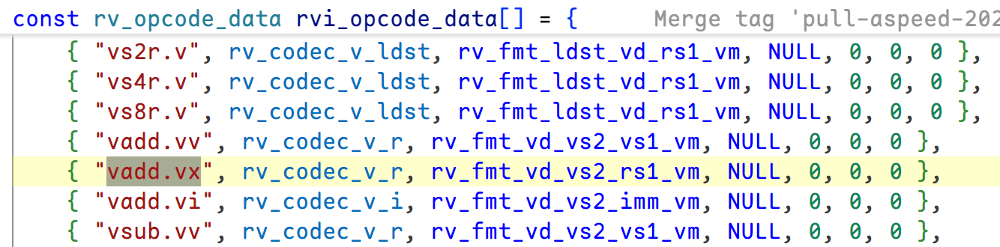 const rv_opcode_data rvi_opcode_data[] = { Merge tag 'pull-aspeed-202
{ "vs2r.v", rv_codec_v_ldst, rv_fmt_ldst_vd_rs1_vm, NULL, 0, 0, 0 },
{ "vs4r.v", rv_codec_v_ldst, rv_fmt_ldst_vd_rs1_vm, NULL, 0, 0, 0 },
{ "vs8r.v", rv_codec_v_ldst, rv_fmt_ldst_vd_rs1_vm, NULL, 0, 0, 0 },
{ "vadd.vv", rv_codec_v_r, rv_fmt_vd_vs2_vs1_vm, NULL, 0, 0, 0 },
{ "vadd.vx", rv_codec_v_r, rv_fmt_vd_vs2_rs1_vm, NULL, 0, 0, 0 },
{ "vadd.vi", rv_codec_v_i, rv_fmt_vd_vs2_imm_vm, NULL, 0, 0, 0 },
{ "vsub.vv", rv_codec_v_r, rv_fmt_vd_vs2_vs1_vm, NULL, 0, 0, 0 },